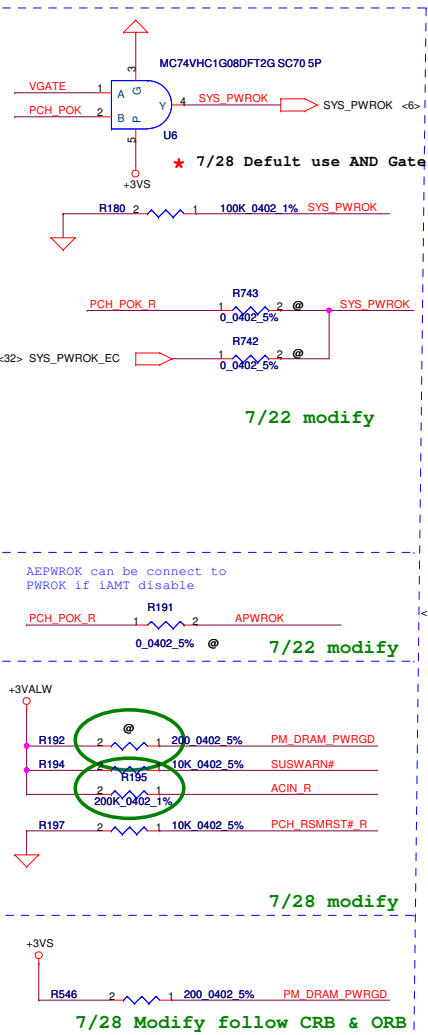 MC74VHC1G08DFT2G SC70 5P
3
G
VGATE 1 A
Y 4 SYS_PWROK SYS_PWROK <6>
PCH_POK 2 B
P
U6
5
+3VS
* 7/28 Defult use AND Gate
R180 2 1 100K_0402_1% SYS_PWROK
R743
PCH_POK_R 1 2 @ SYS_PWROK
0_0402_5%
R742
<32> SYS_PWROK_EC 1 2 @
0_0402_5%
7/22 modify
AEPWROK can be connect to
PWROK if iAMT disable
R191
PCH_POK_R 1 2 APWROK
0_0402_5% @
7/22 modify
<
+3VALW
@
R192 2 1 200_0402_5% PM_DRAM_PWRGD
R194 2 1 10K_0402_5% SUSWARN#
R195
2 1 ACIN_R
200K_0402_1%
R197 2 1 10K_0402_5% PCH_RSMRST#_R
7/28 modify
+3VS
R546 2 1 200_0402_5% PM_DRAM_PWRGD
7/28 Modify follow CRB & ORB